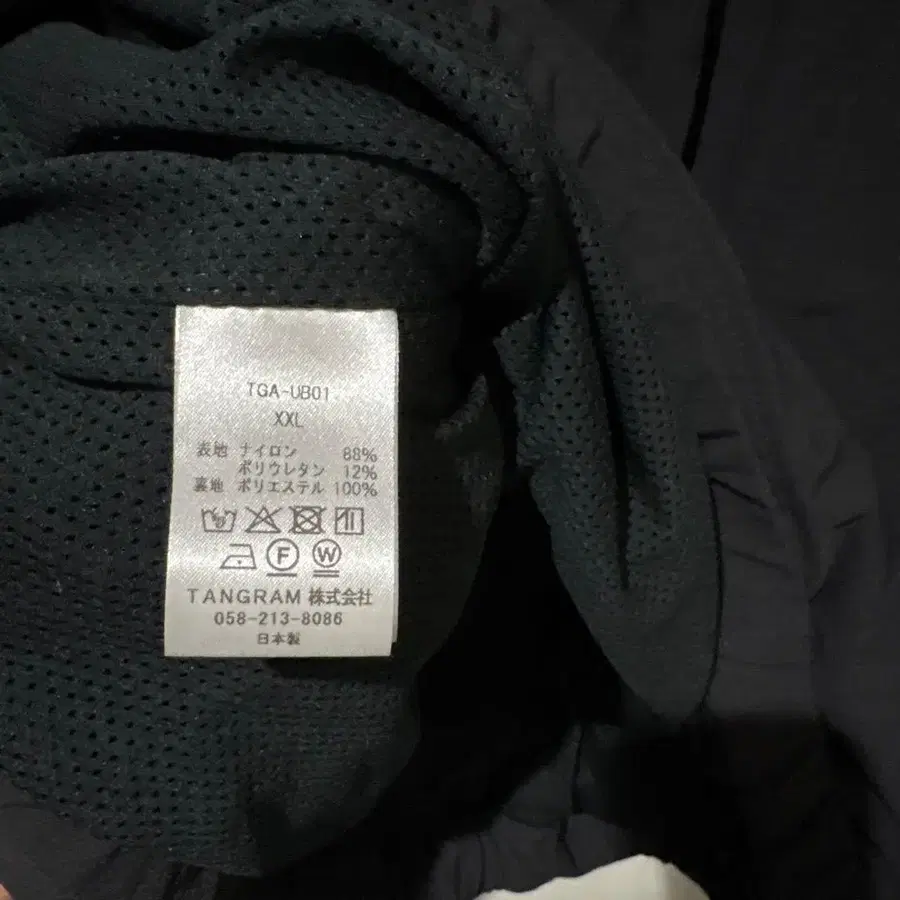 TGA-UB01
XXL
表地 ナイロン 88%
ポリウレタン 12%
裏地 ポリエステル 100%
F W
TANGRAM 株式会社
058-213-8086
日本製